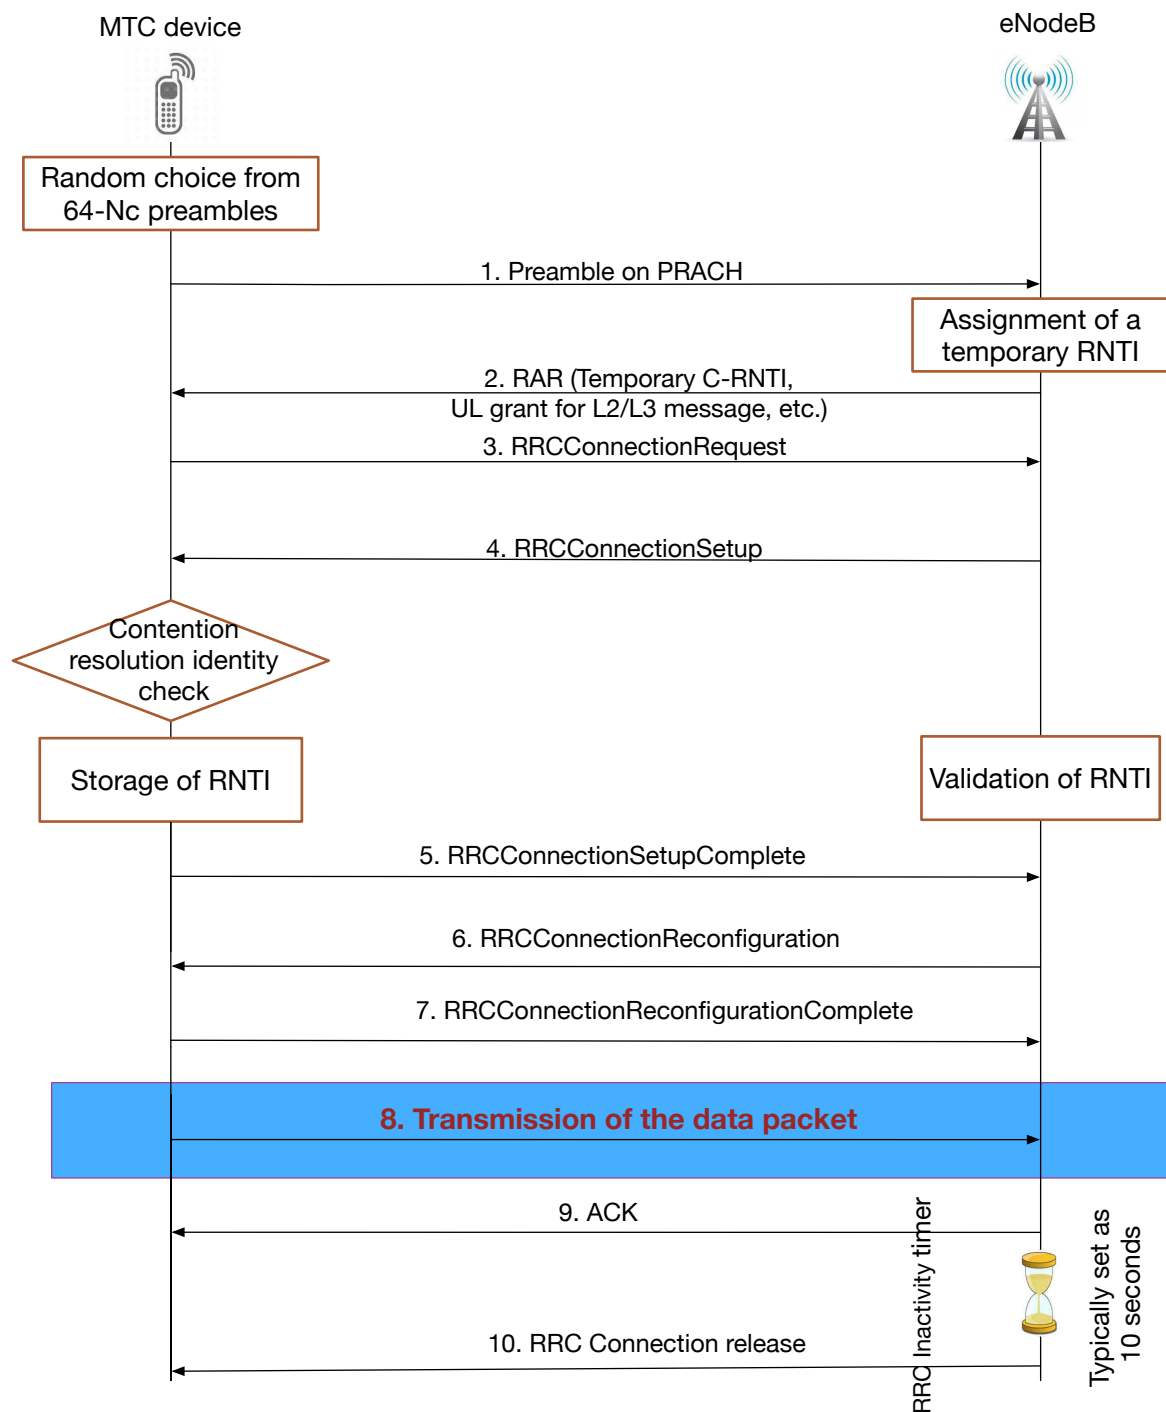 MTC device
eNodeB
Random choice from
64-Nc preambles
1. Preamble on PRACH
Assignment of a
temporary RNTI
2. RAR (Temporary C-RNTI,
UL grant for L2/L3 message, etc.)
3. RRCConnectionRequest
4. RRCConnectionSetup
Contention
resolution identity
check
Storage of RNTI
Validation of RNTI
5. RRCConnectionSetupComplete
6. RRCConnectionReconfiguration
7. RRCConnectionReconfigurationComplete
8. Transmission of the data packet
9. ACK
RRC Inactivity timer
Typically set as
10 seconds
10. RRC Connection release